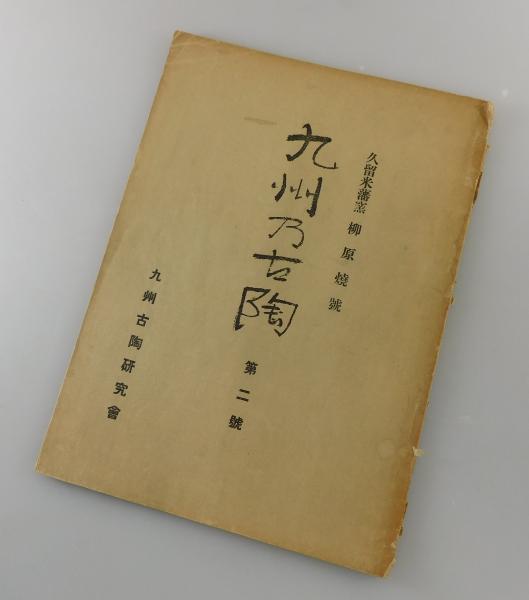 久留米藩窯 柳原燒號
九州乃古陶
第二號
九州古陶研究會